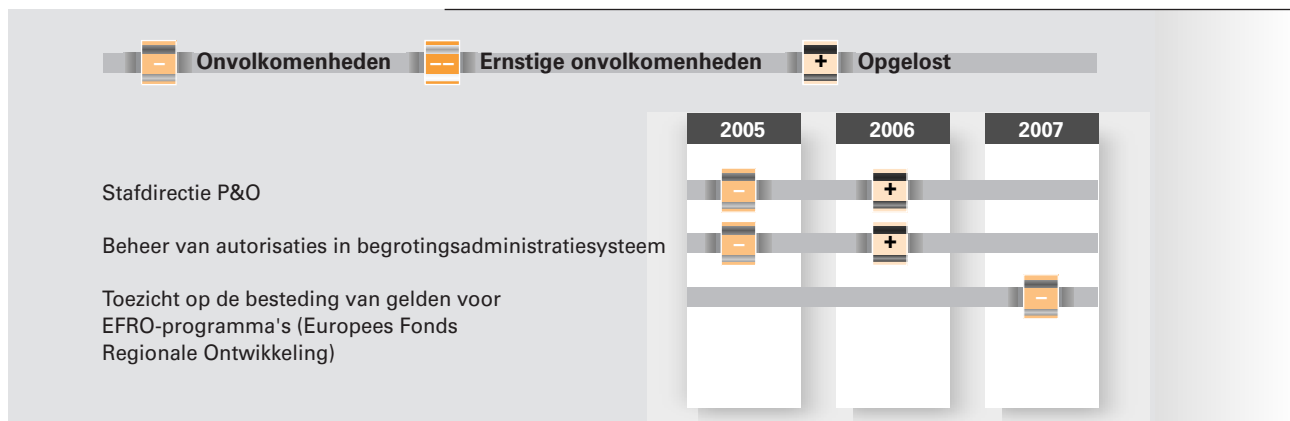 – Onvolkomenheden –– Ernstige onvolkomenheden + Opgelost
2005 2006 2007
Stafdirectie P&O – +
Beheer van autorisaties in begrotingsadministratiesysteem – +
Toezicht op de besteding van gelden voor –
EFRO-programma's (Europees Fonds
Regionale Ontwikkeling)